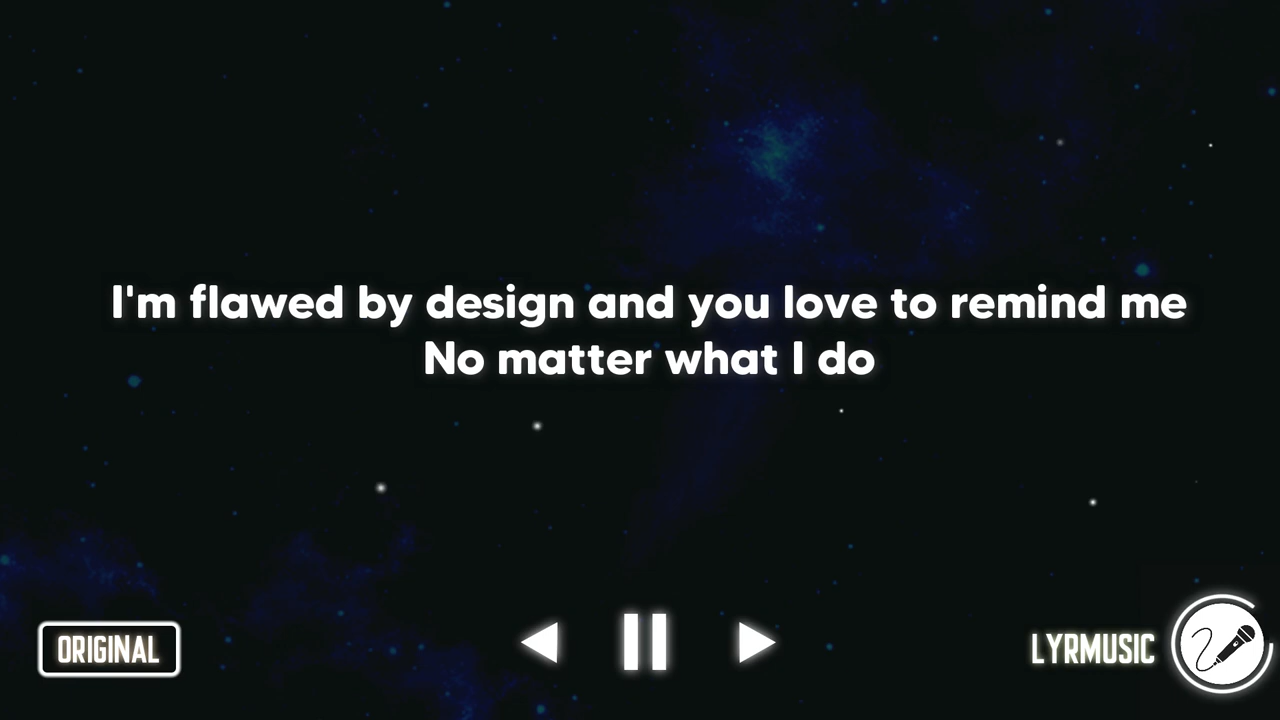 I'm flawed by design and you love to remind me
No matter what I do
ORIGINAL
LYRMUSIC